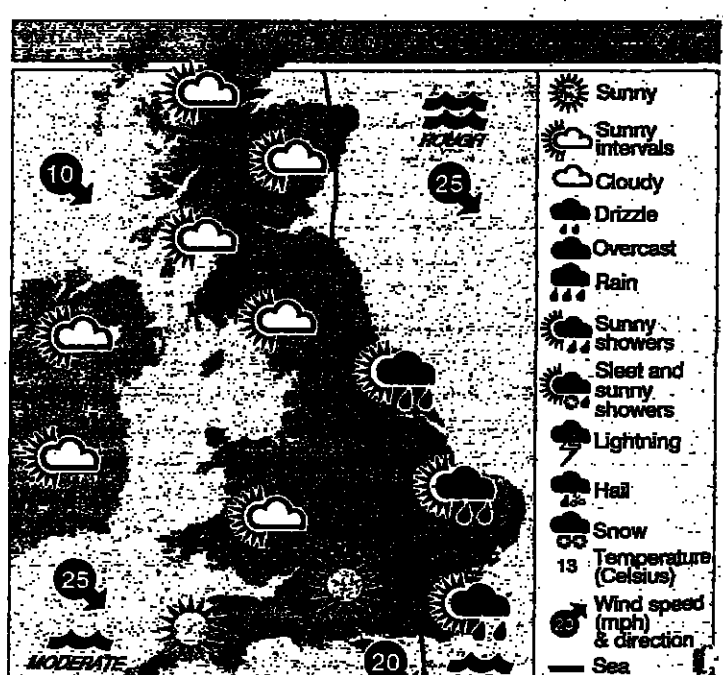 Sunny
Sunny
intervals
Cloudy
Drizzle
Overcast
Rain
Sunny
showers
Sleet and
sunny
showers
Lightning
Hail
Snow
13 Temperature
(Celsius)
23 Wind speed
(mph)
& direction
Sea
ROUGH
10
25
25
MODERATE
20